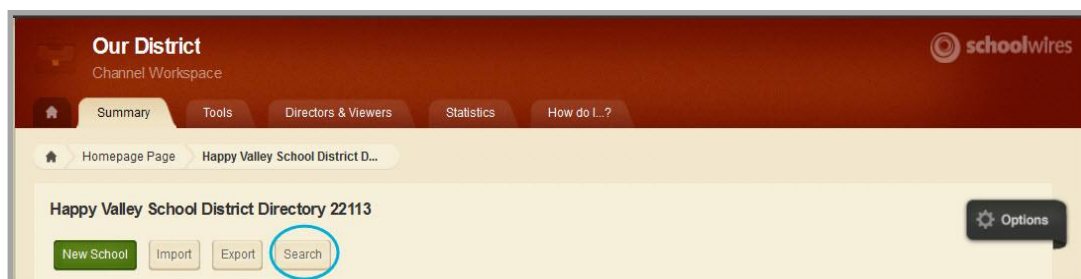 Our District
Channel Workspace
schoolwires
Summary Tools Directors & Viewers Statistics How do I...?
Homepage Page Happy Valley School District D...
Happy Valley School District Directory 22113
Options
New School Import Export Search